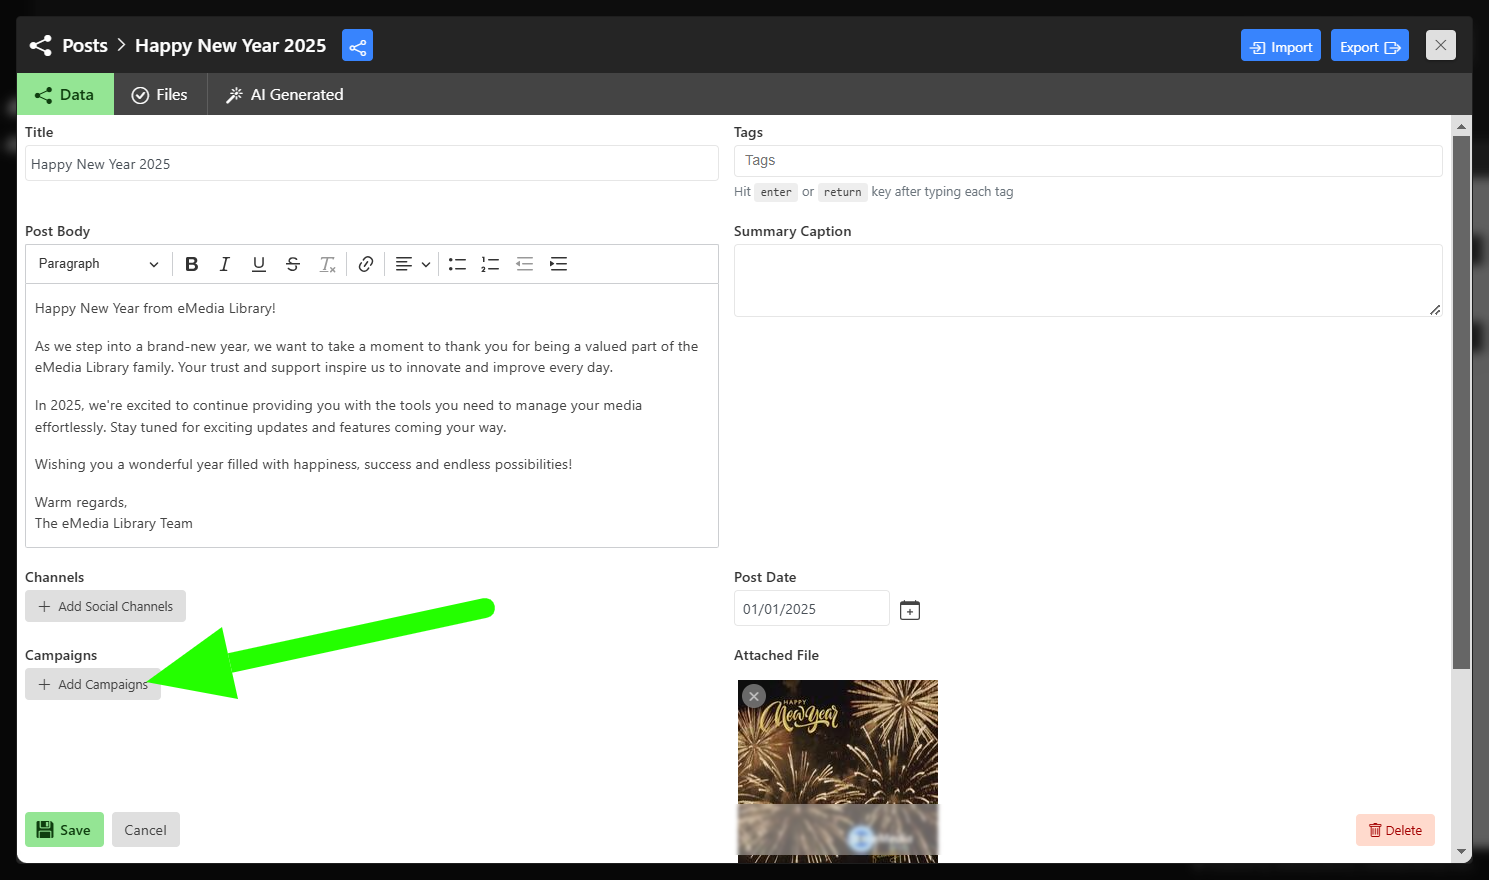 Posts > Happy New Year 2025
Import
Export
Data
Files
AI Generated
Title
Happy New Year 2025
Tags
Tags
Hit enter or return key after typing each tag
Post Body
Paragraph
B I U S Tx
Happy New Year from eMedia Library!
As we step into a brand-new year, we want to take a moment to thank you for being a valued part of the
eMedia Library family. Your trust and support inspire us to innovate and improve every day.
In 2025, we're excited to continue providing you with the tools you need to manage your media
effortlessly. Stay tuned for exciting updates and features coming your way.
Wishing you a wonderful year filled with happiness, success and endless possibilities!
Warm regards,
The eMedia Library Team
Summary Caption
Channels
+ Add Social Channels
Post Date
01/01/2025
Campaigns
+ Add Campaigns
Attached File
HAPPY
New Year
Save
Cancel
Delete